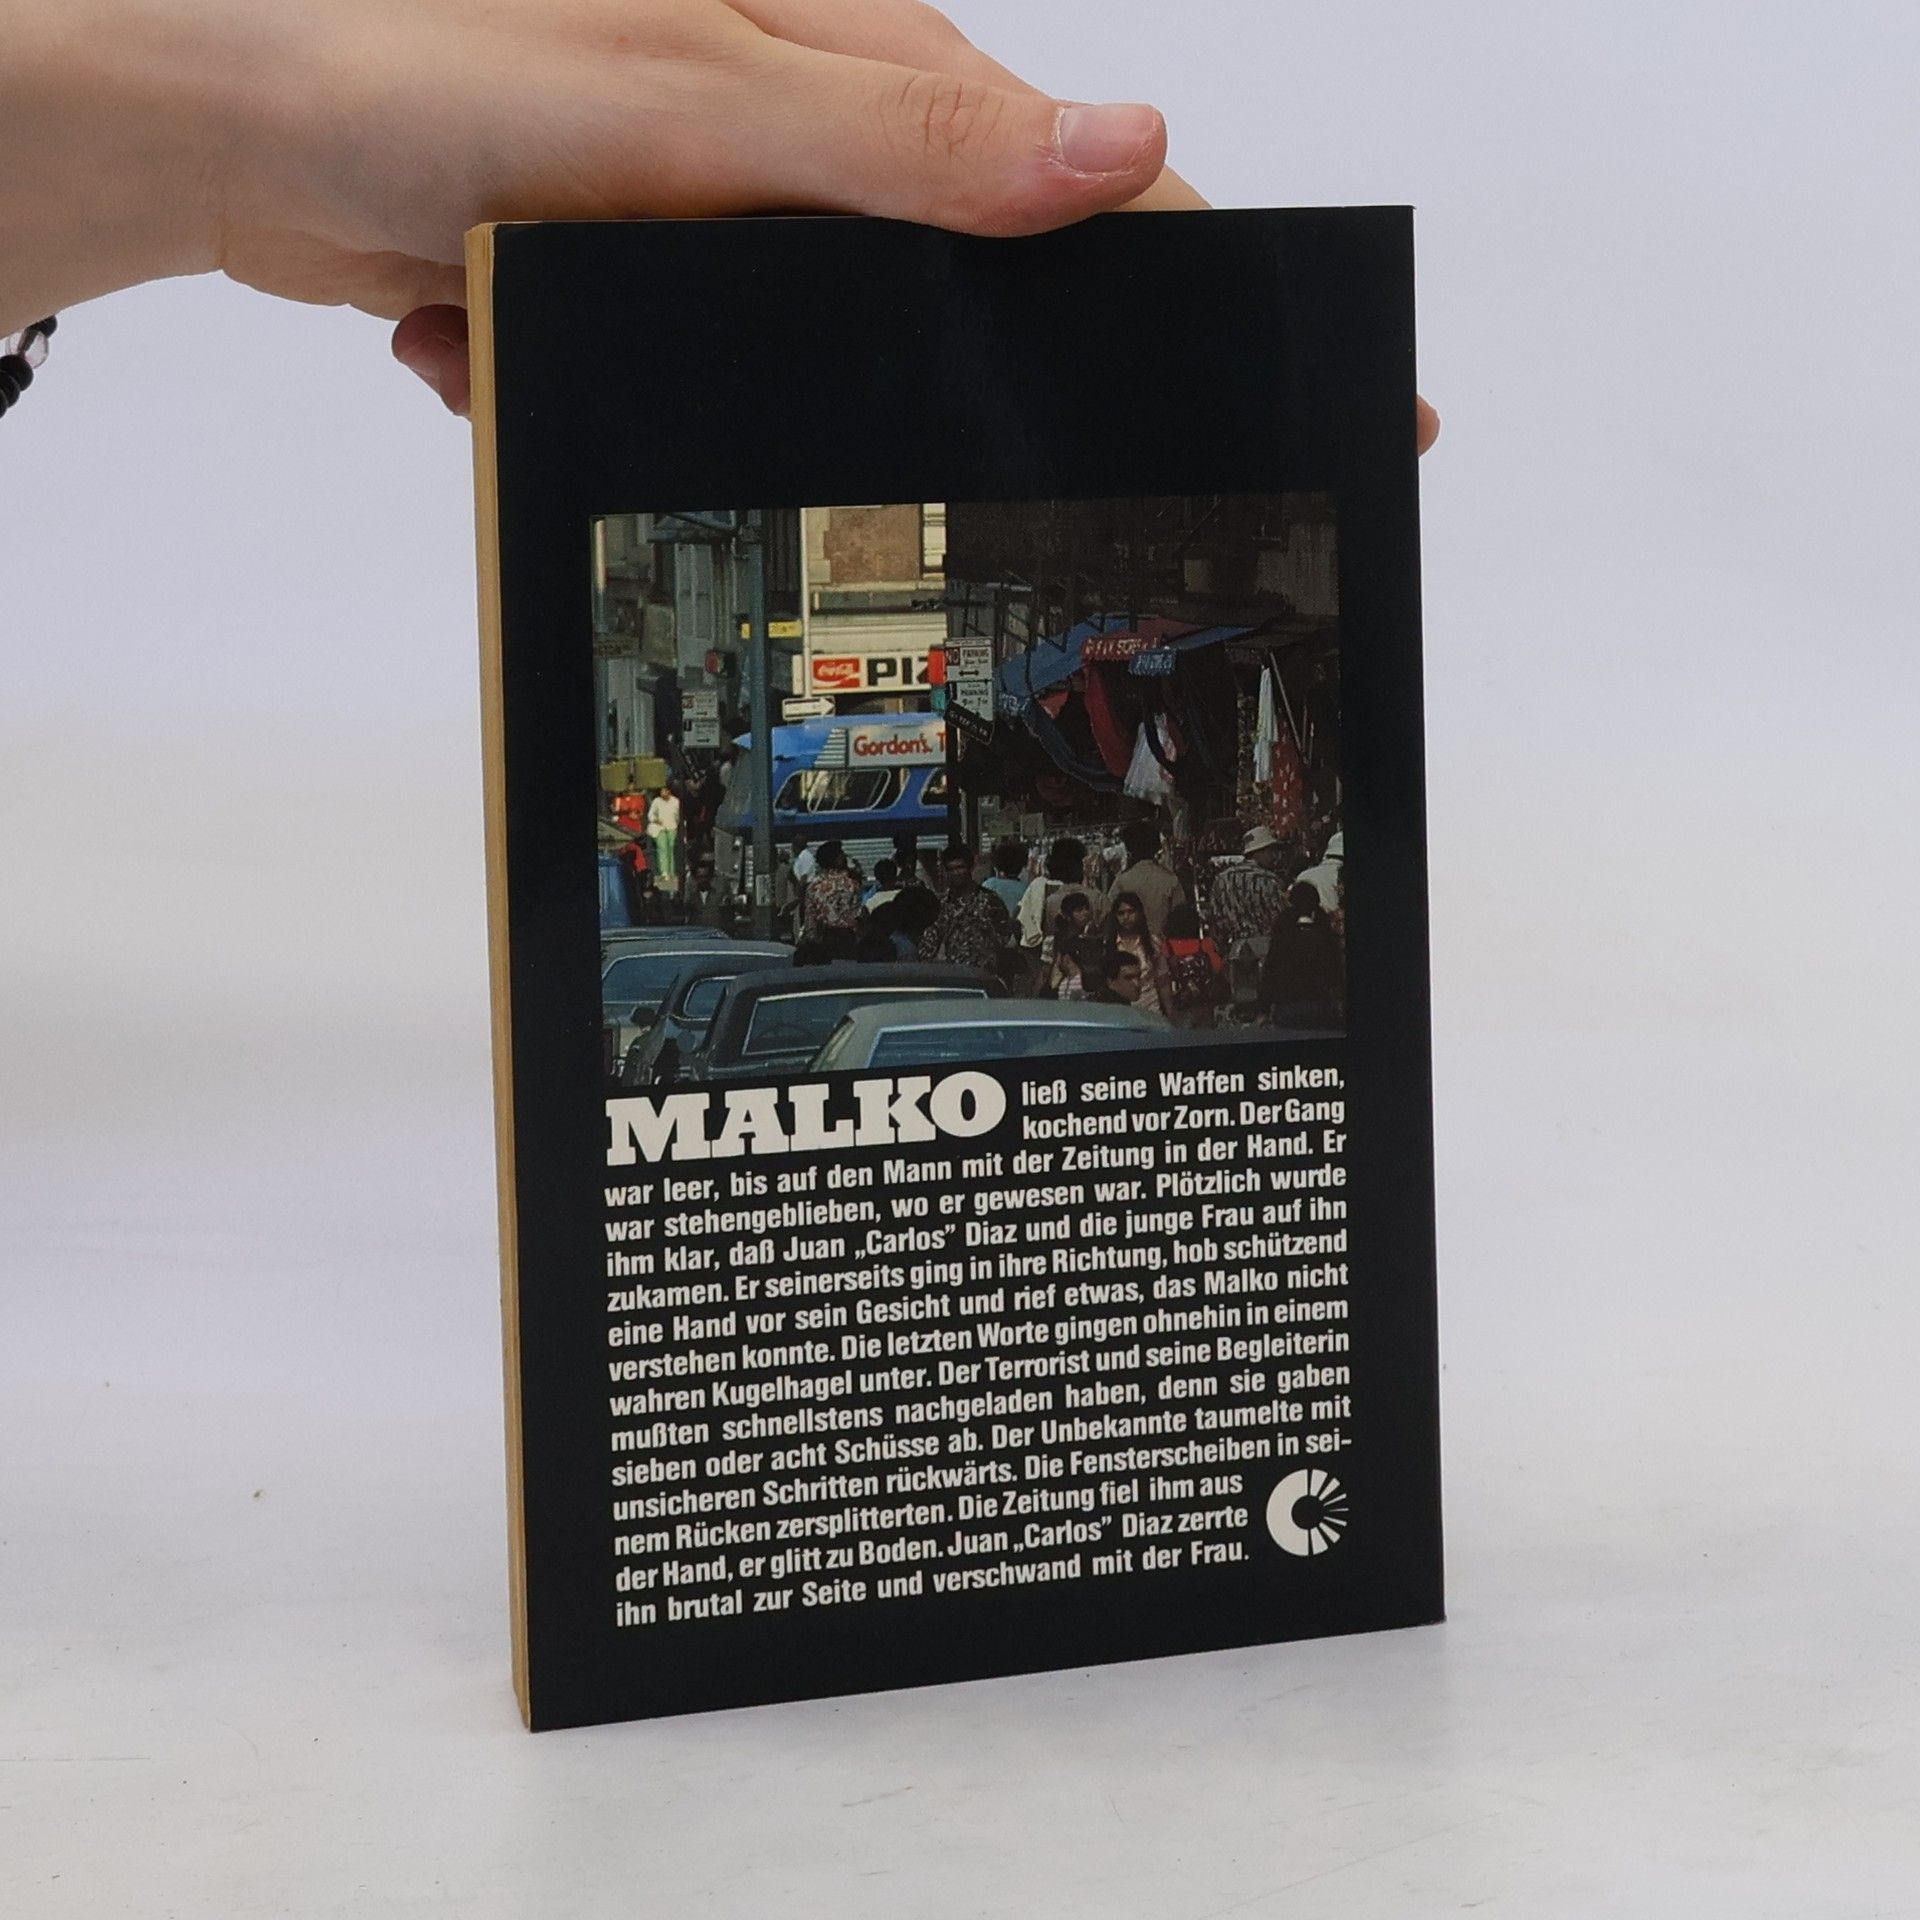 PIZ
Gordon's. T
NO PARKING
MALKO ließ seine Waffen sinken,
kochend vor Zorn. Der Gang
war leer, bis auf den Mann mit der Zeitung in der Hand. Er
war stehengeblieben, wo er gewesen war. Plötzlich wurde
ihm klar, daß Juan „Carlos” Diaz und die junge Frau auf ihn
zukamen. Er seinerseits ging in ihre Richtung, hob schützend
eine Hand vor sein Gesicht und rief etwas, das Malko nicht
verstehen konnte. Die letzten Worte gingen ohnehin in einem
wahren Kugelhagel unter. Der Terrorist und seine Begleiterin
mußten schnellstens nachgeladen haben, denn sie gaben
sieben oder acht Schüsse ab. Der Unbekannte taumelte mit
unsicheren Schritten rückwärts. Die Fensterscheiben in sei-
nem Rücken zersplitterten. Die Zeitung fiel ihm aus
der Hand, er glitt zu Boden. Juan „Carlos” Diaz zerrte
ihn brutal zur Seite und verschwand mit der Frau.